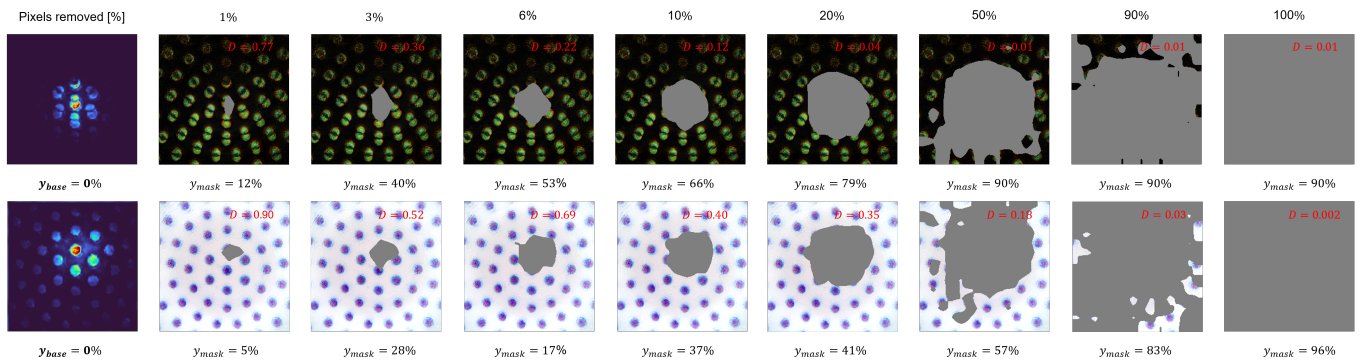 Pixels removed [%] 1% 3% 6% 10% 20% 50% 90% 100%
D = 0.77 D = 0.36 D = 0.22 D = 0.12 D = 0.04 D = 0.01 D = 0.01 D = 0.01
y_base = 0% y_mask = 12% y_mask = 40% y_mask = 53% y_mask = 66% y_mask = 79% y_mask = 90% y_mask = 90% y_mask = 90%
D = 0.90 D = 0.52 D = 0.69 D = 0.40 D = 0.35 D = 0.18 D = 0.03 D = 0.002
y_base = 0% y_mask = 5% y_mask = 28% y_mask = 17% y_mask = 37% y_mask = 41% y_mask = 57% y_mask = 83% y_mask = 96%